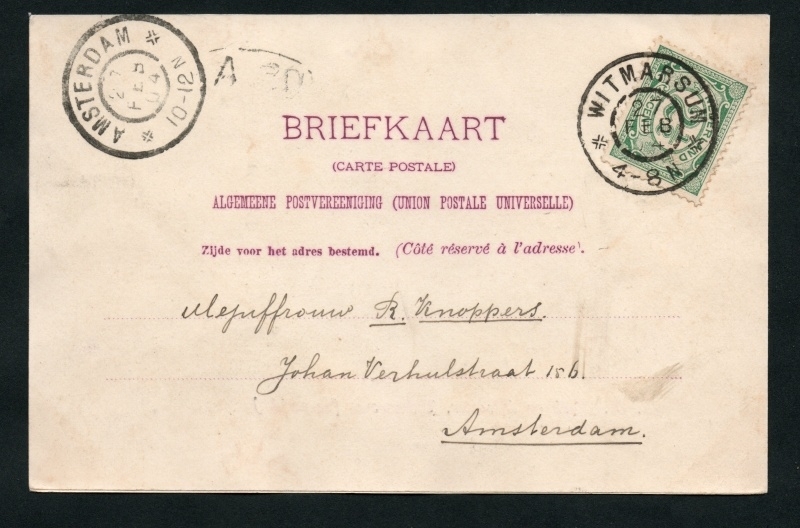 AMSTERDAM
FEB
04
10-12 N
WITMARSUM
4-8 N
BRIEFKAART
(CARTE POSTALE)
ALGEMEENE POSTVEREENIGING (UNION POSTALE UNIVERSELLE)
Zijde voor het adres bestemd. (Côté réservé à l'adresse).
Mejuffrouw R. Knoppers.
Johan Verhulstraat 156.
Amsterdam.